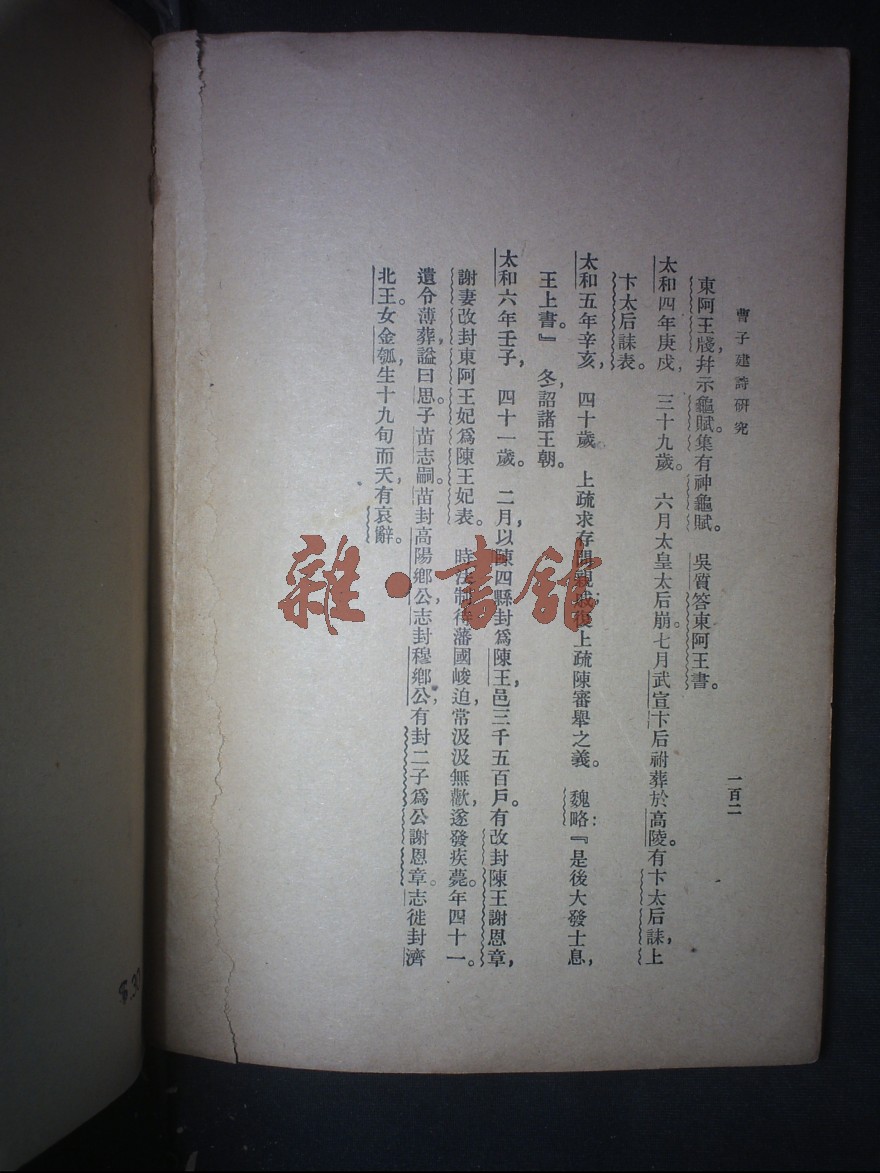 曹子建詩研究
一百二
東阿王牋,幷示龜賦。集有神龜賦。 吳質答東阿王書。
太和四年庚戌, 三十九歲。 六月太皇太后崩。七月武宣卞后祔葬於高陵。有卞太后誄,上
卞太后誄表。
太和五年辛亥, 四十歲。 上疏求存問親戚,復上疏陳審舉之義。 魏略:『是後大發士息,
王上書。』 冬,詔諸王朝。
太和六年壬子, 四十一歲。 二月,以陳四縣封爲陳王,邑三千五百戶。有改封陳王謝恩章,
謝妻改封東阿王妃爲陳王妃表。 時法制待藩國峻迫,常汲汲無歡,遂發疾薨。年四十一。
遺令薄葬,謚曰思。子苗志嗣。苗封高陽鄉公,志封穆鄉公,有封二子爲公謝恩章。志徙封濟
北王。女金瓠,生十九旬而夭,有哀辭。
雜·書館